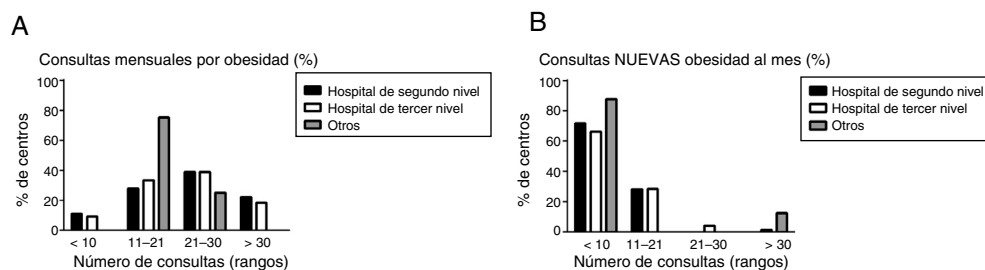 A
Consultas mensuales por obesidad (%)
Hospital de segundo nivel
Hospital de tercer nivel
Otros
% de centros
100
80
60
40
20
0
< 10
11–21
21–30
> 30
Número de consultas (rangos)
B
Consultas NUEVAS obesidad al mes (%)
Hospital de segundo nivel
Hospital de tercer nivel
Otros
% de centros
100
80
60
40
20
0
< 10
11–21
21–30
> 30
Número de consultas (rangos)